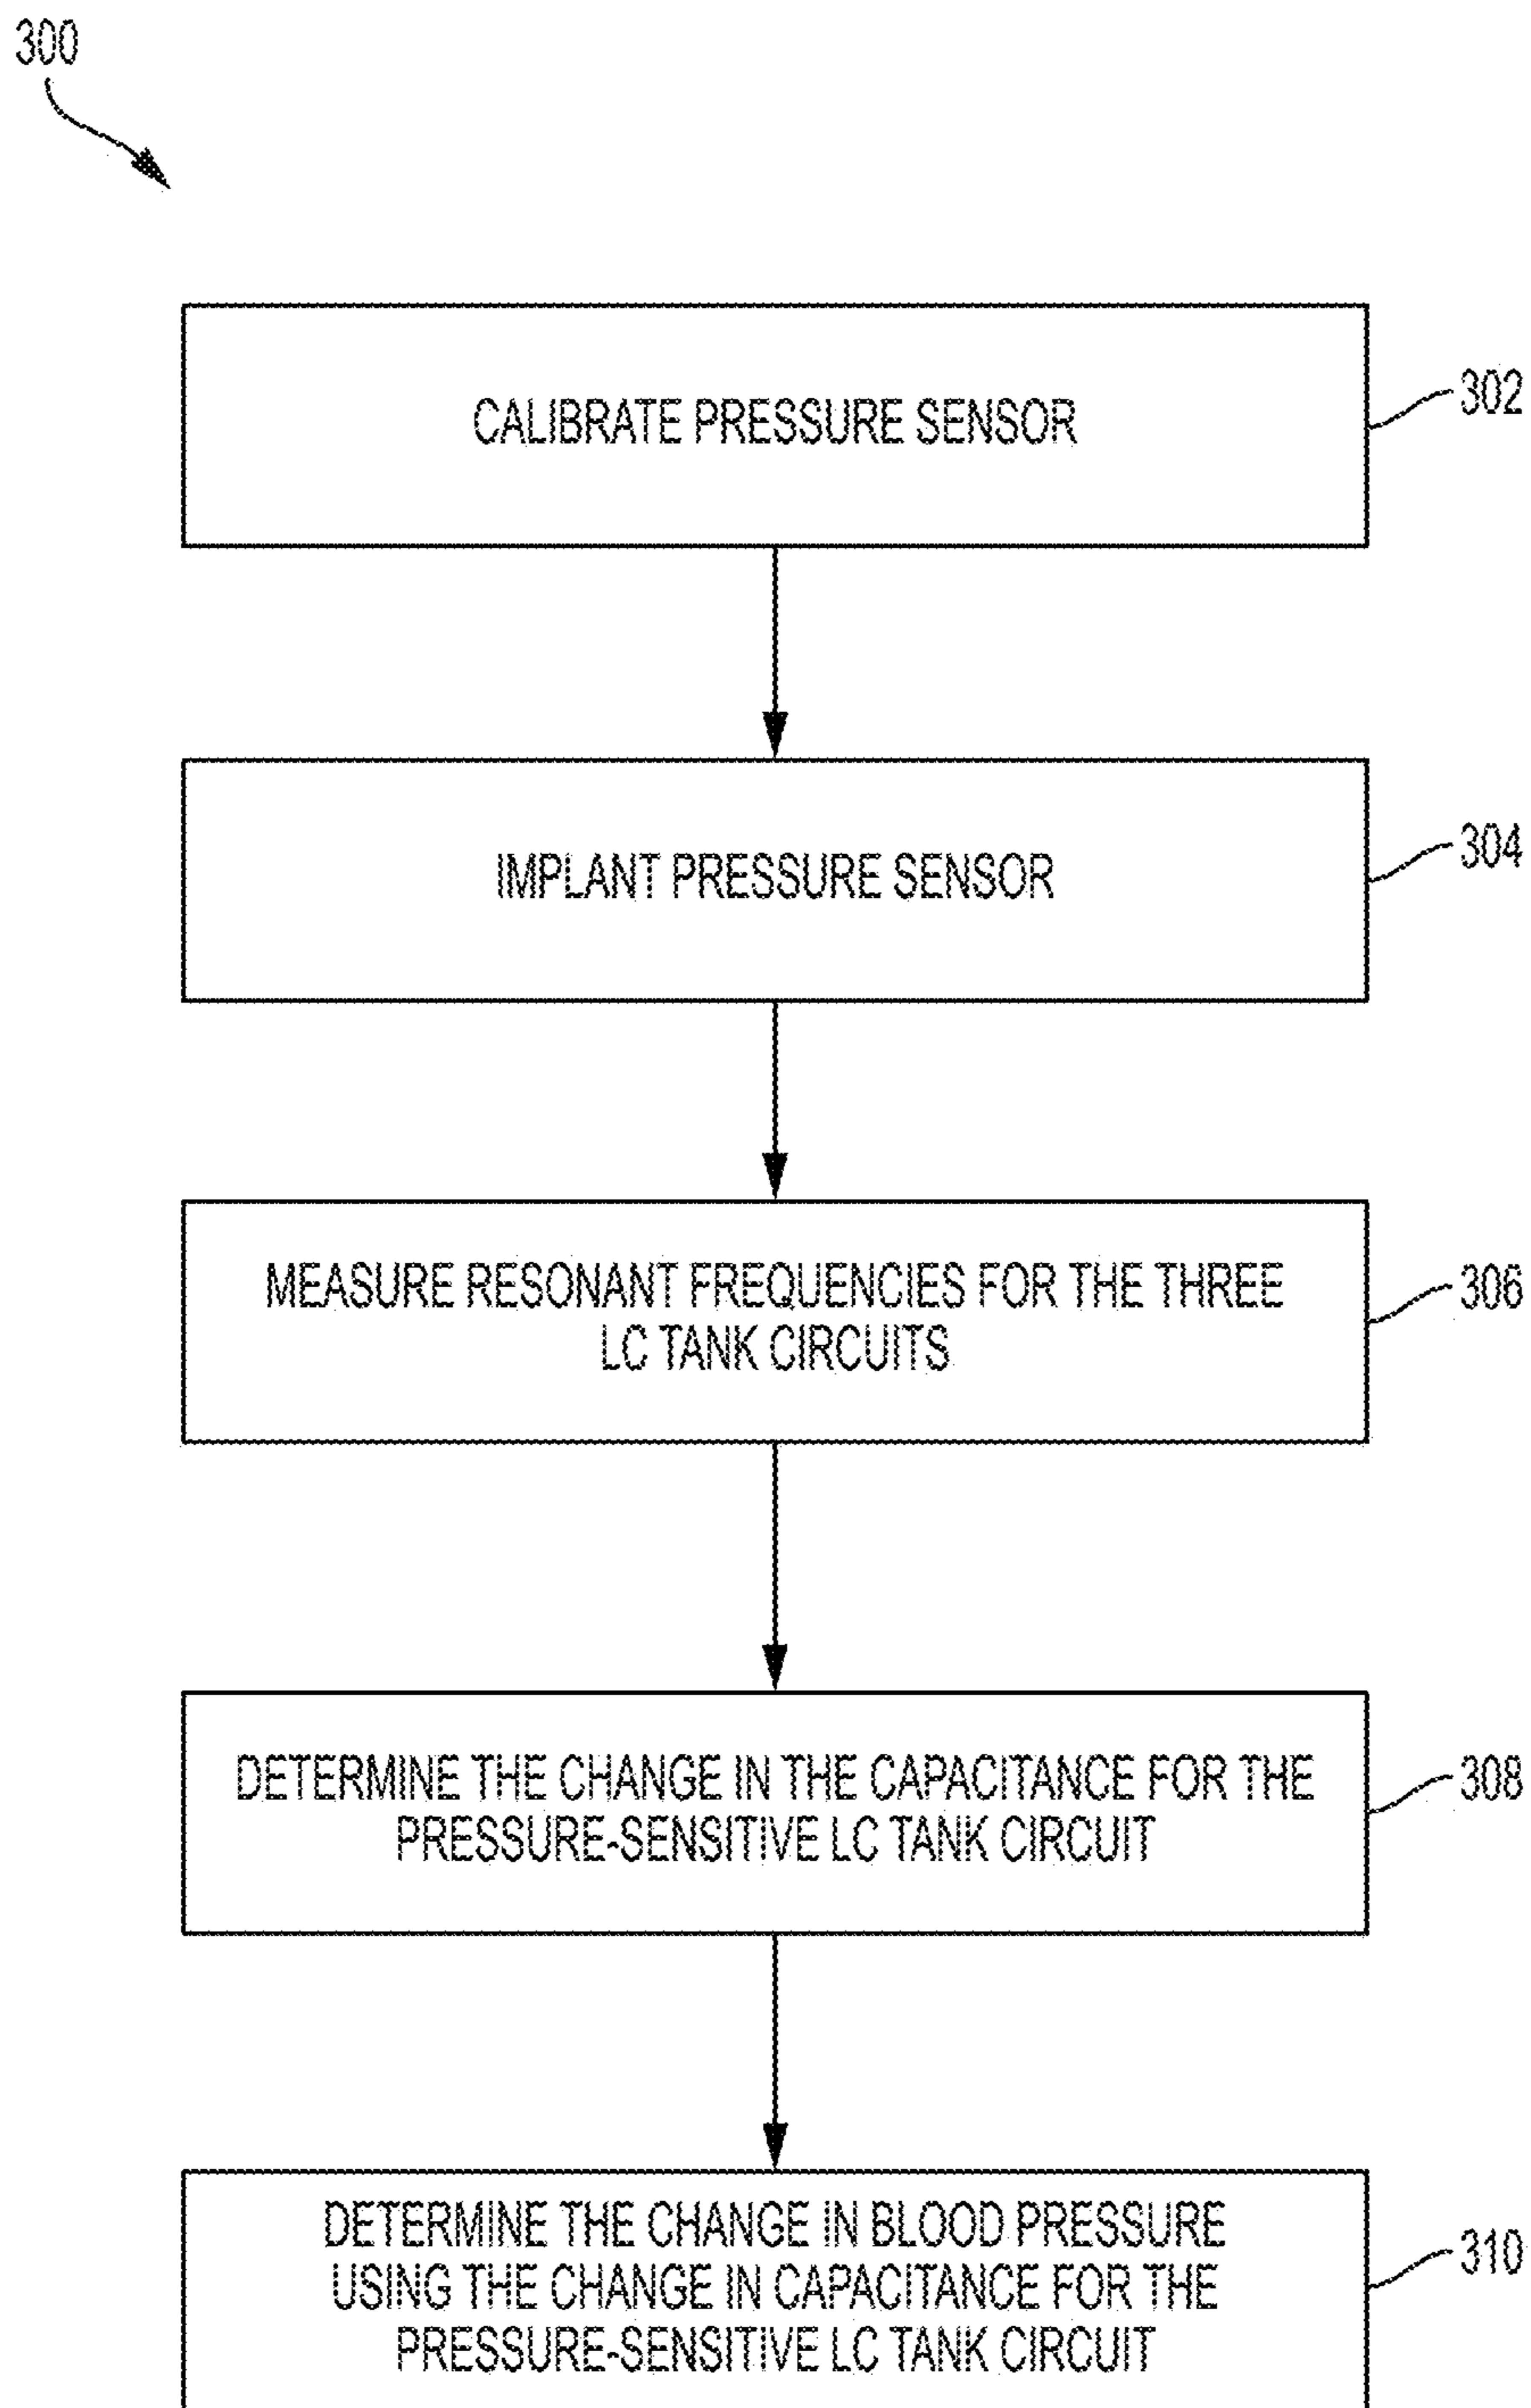 300
CALIBRATE PRESSURE SENSOR
302
IMPLANT PRESSURE SENSOR
304
MEASURE RESONANT FREQUENCIES FOR THE THREE
LC TANK CIRCUITS
306
DETERMINE THE CHANGE IN THE CAPACITANCE FOR THE
PRESSURE-SENSITIVE LC TANK CIRCUIT
308
DETERMINE THE CHANGE IN BLOOD PRESSURE
USING THE CHANGE IN CAPACITANCE FOR THE
PRESSURE-SENSITIVE LC TANK CIRCUIT
310